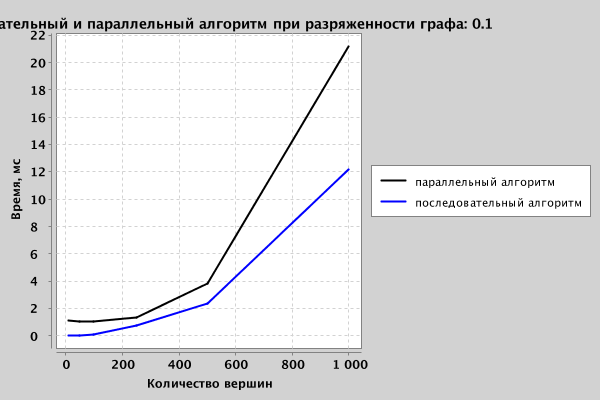 ательный и параллельный алгоритм при разряженности графа: 0.1
22
20
18
16
14
12
10
8
6
4
2
0
Время, мс
0 200 400 600 800 1 000
Количество вершин
параллельный алгоритм
последовательный алгоритм